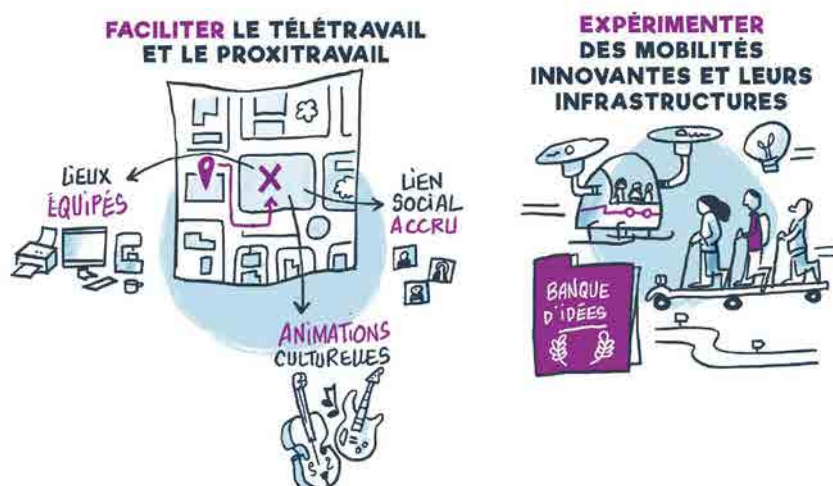 FACILITER LE TÉLÉTRAVAIL
ET LE PROXITRAVAIL
LIEUX
ÉQUIPÉS
LIEN
SOCIAL
ACCRU
ANIMATIONS
CULTURELLES
EXPÉRIMENTER
DES MOBILITÉS
INNOVANTES ET LEURS
INFRASTRUCTURES
BANQUE
D'IDÉES